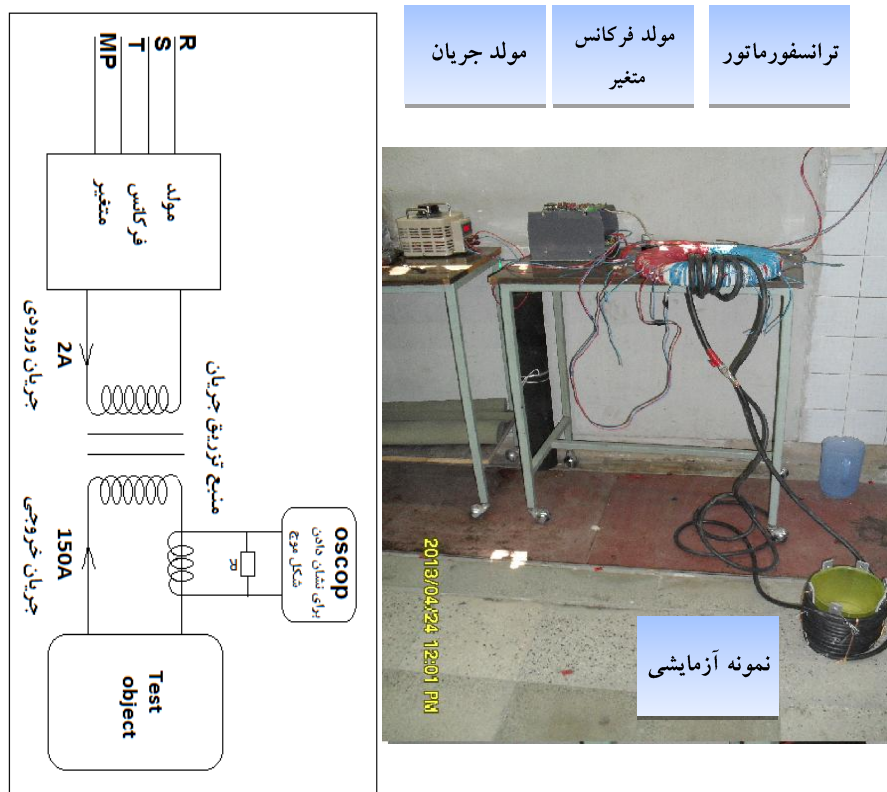 ترانسفورماتور
مولد فرکانس
متغیر
مولد جریان
R
S
T
MP
مولد
فرکانس
متغیر
2A
جریان ورودی
منبع تزریق جریان
150A
جریان خروجی
R
oscop
برای نشان دادن
شکل موج
Test
object
2013/04/24 12:01 PM
نمونه آزمایشی